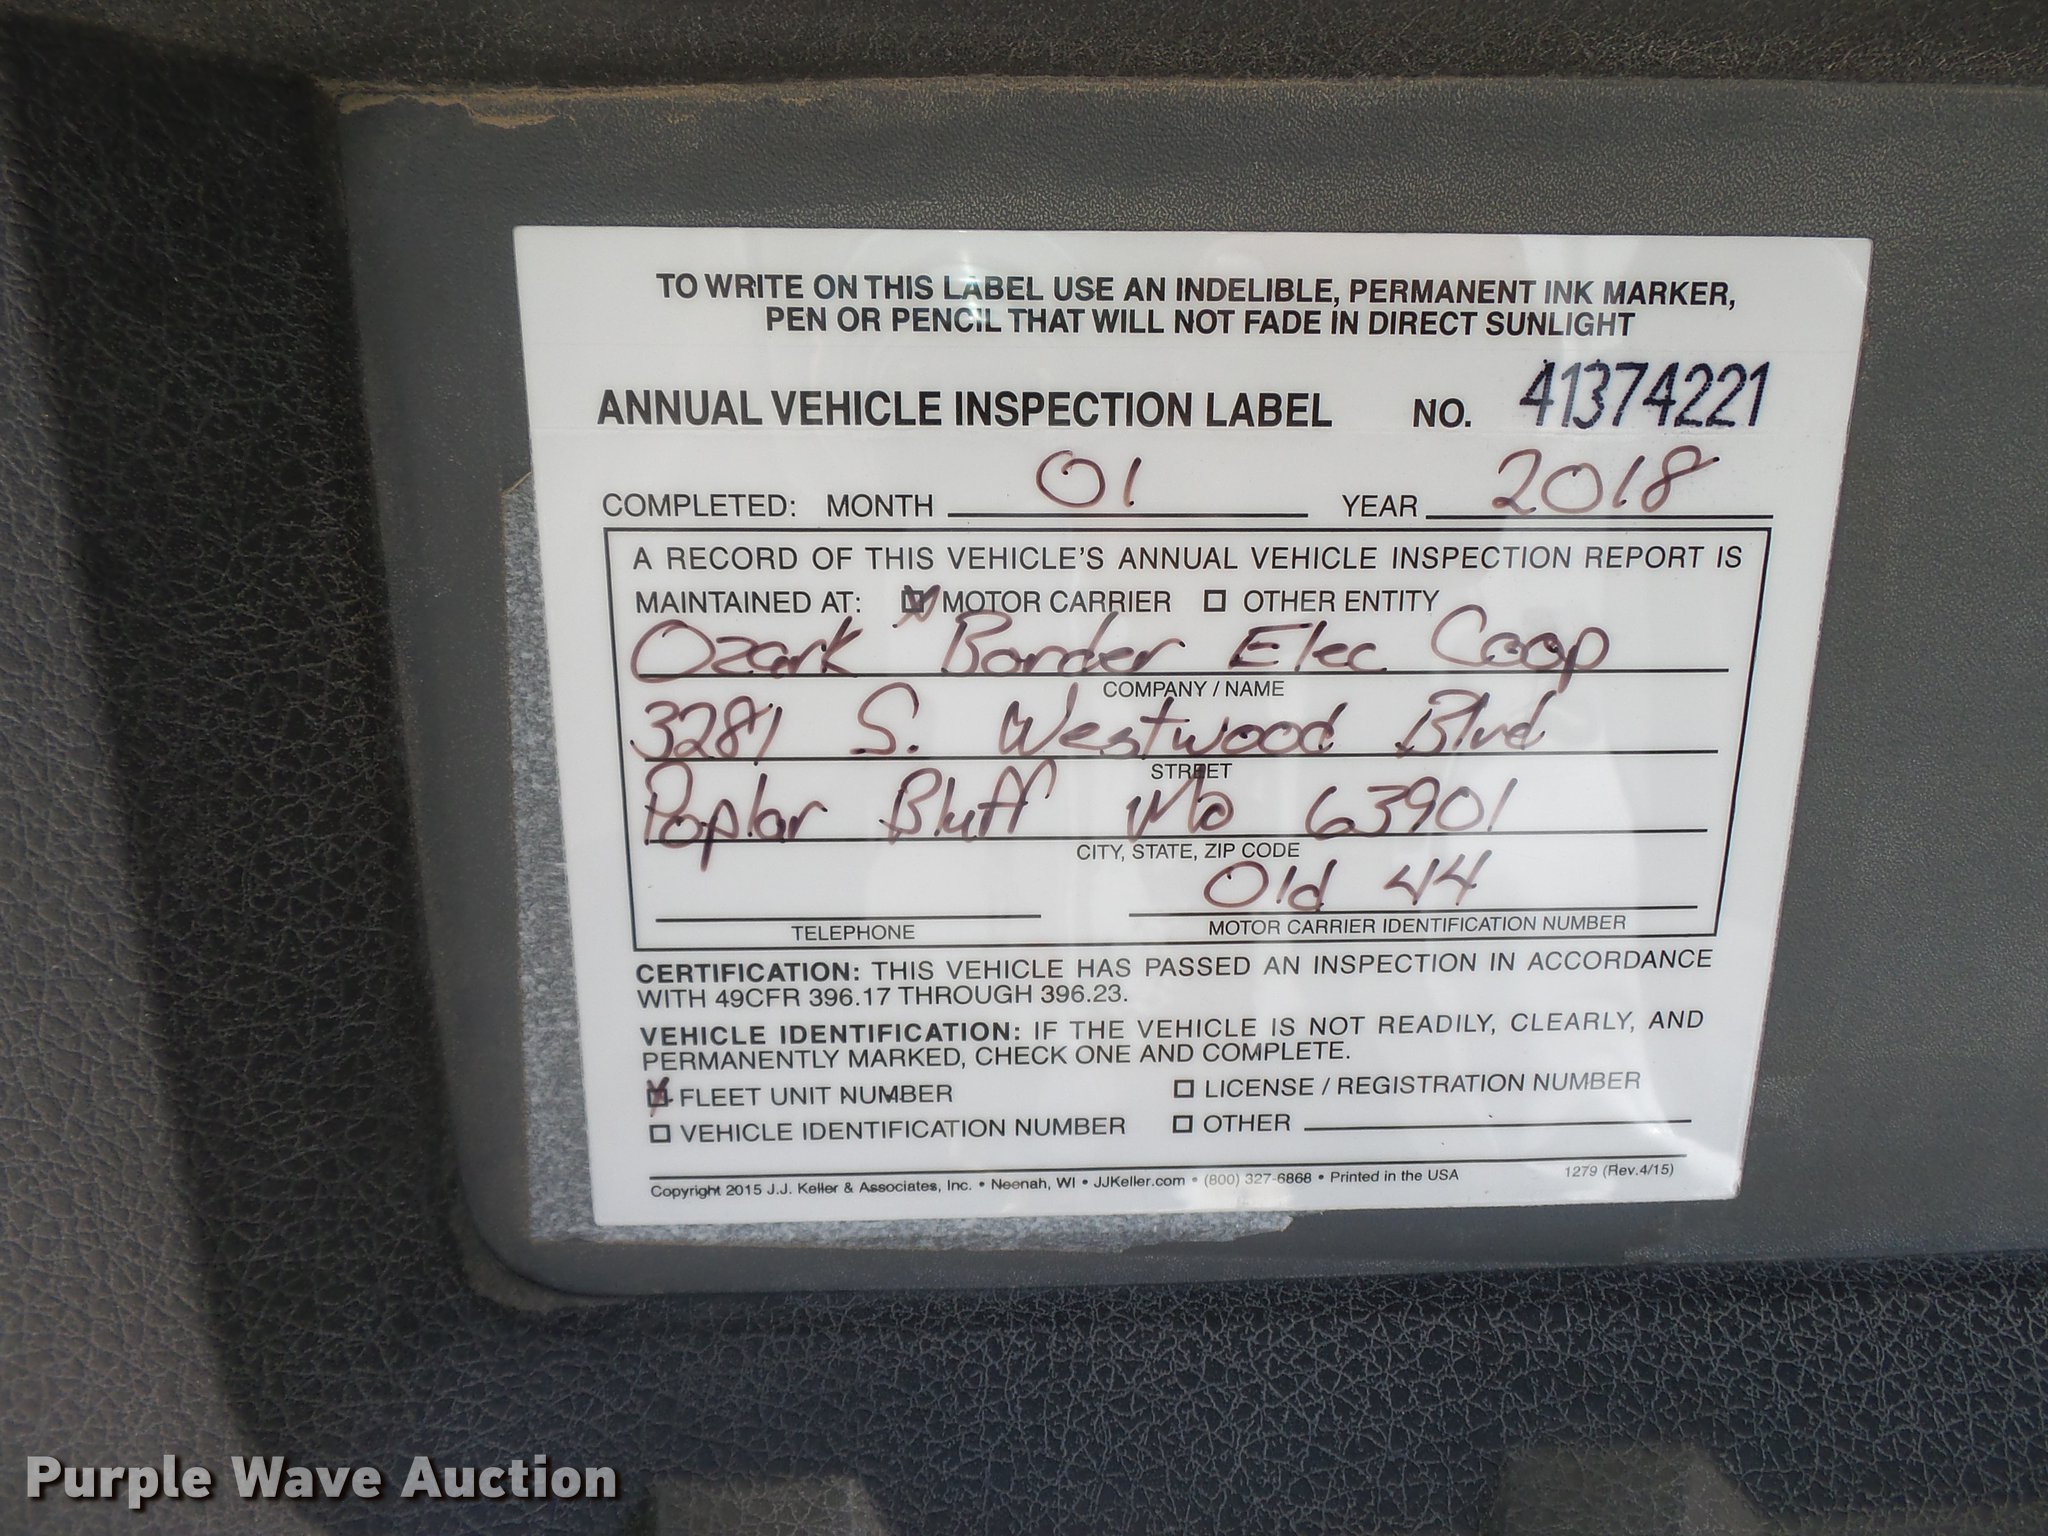 TO WRITE ON THIS LABEL USE AN INDELIBLE, PERMANENT INK MARKER,
PEN OR PENCIL THAT WILL NOT FADE IN DIRECT SUNLIGHT
ANNUAL VEHICLE INSPECTION LABEL NO. 41374221
COMPLETED: MONTH 01 YEAR 2018
A RECORD OF THIS VEHICLE'S ANNUAL VEHICLE INSPECTION REPORT IS
MAINTAINED AT: MOTOR CARRIER OTHER ENTITY
Ozark Border Elec Coop
COMPANY / NAME
3281 S. Westwood Blvd
STREET
Poplar Bluff Mo 63901
CITY, STATE, ZIP CODE
Old 44
TELEPHONE MOTOR CARRIER IDENTIFICATION NUMBER
CERTIFICATION: THIS VEHICLE HAS PASSED AN INSPECTION IN ACCORDANCE
WITH 49CFR 396.17 THROUGH 396.23.
VEHICLE IDENTIFICATION: IF THE VEHICLE IS NOT READILY, CLEARLY, AND
PERMANENTLY MARKED, CHECK ONE AND COMPLETE.
FLEET UNIT NUMBER LICENSE / REGISTRATION NUMBER
VEHICLE IDENTIFICATION NUMBER OTHER
Copyright 2015 J.J. Keller & Associates, Inc. • Neenah, WI • JJKeller.com • (800) 327-6868 • Printed in the USA 1279 (Rev.4/15)
Purple Wave Auction